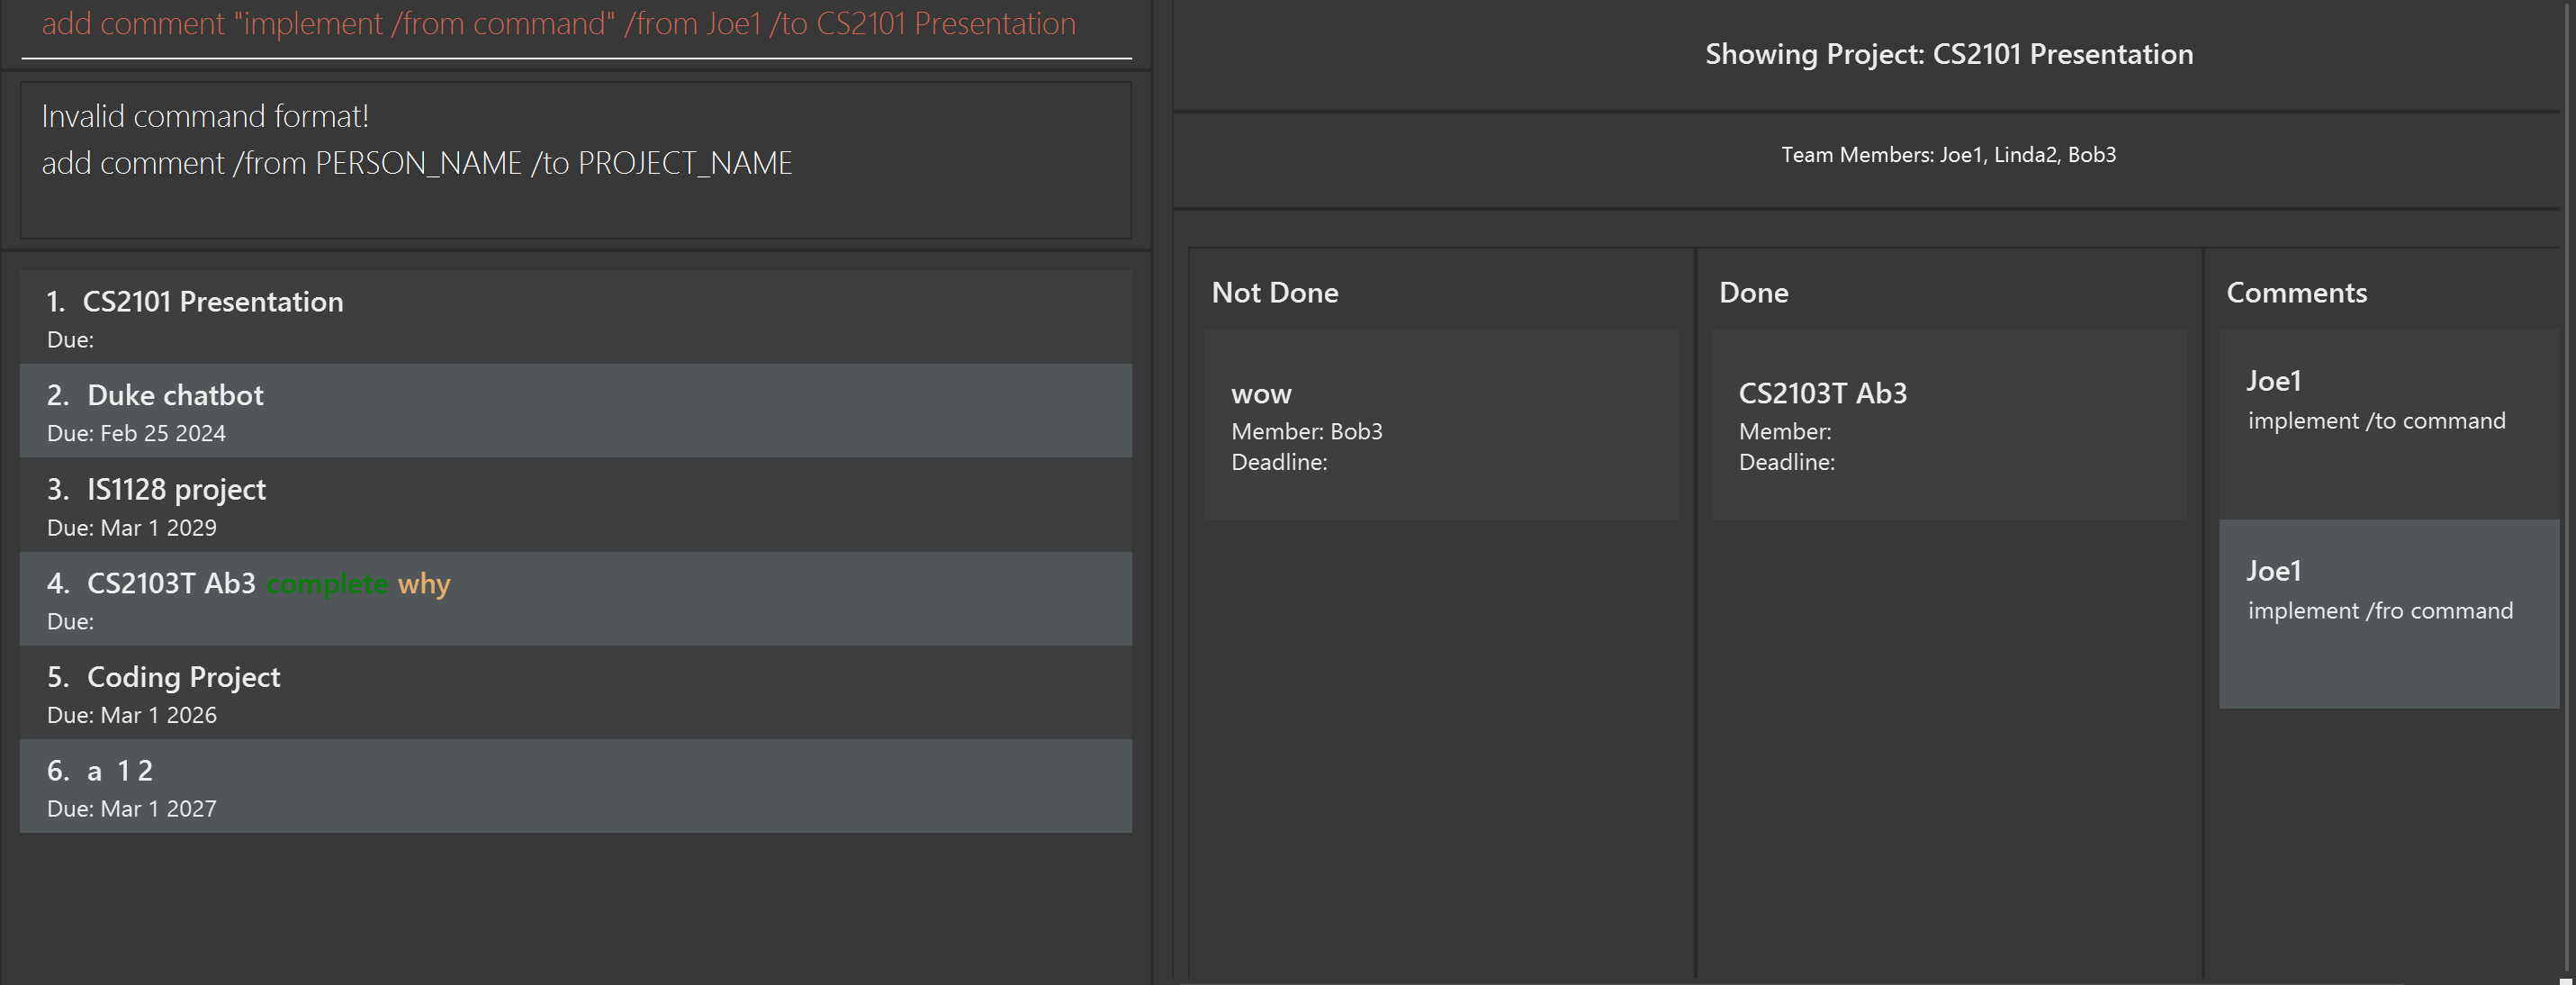 add comment "implement /from command" /from Joe1 /to CS2101 Presentation
Invalid command format!
add comment /from PERSON_NAME /to PROJECT_NAME
1. CS2101 Presentation
Due:
2. Duke chatbot
Due: Feb 25 2024
3. IS1128 project
Due: Mar 1 2029
4. CS2103T Ab3 complete why
Due:
5. Coding Project
Due: Mar 1 2026
6. a 1 2
Due: Mar 1 2027
Showing Project: CS2101 Presentation
Team Members: Joe1, Linda2, Bob3
Not Done
wow
Member: Bob3
Deadline:
Done
CS2103T Ab3
Member:
Deadline:
Comments
Joe1
implement /to command
Joe1
implement /fro command